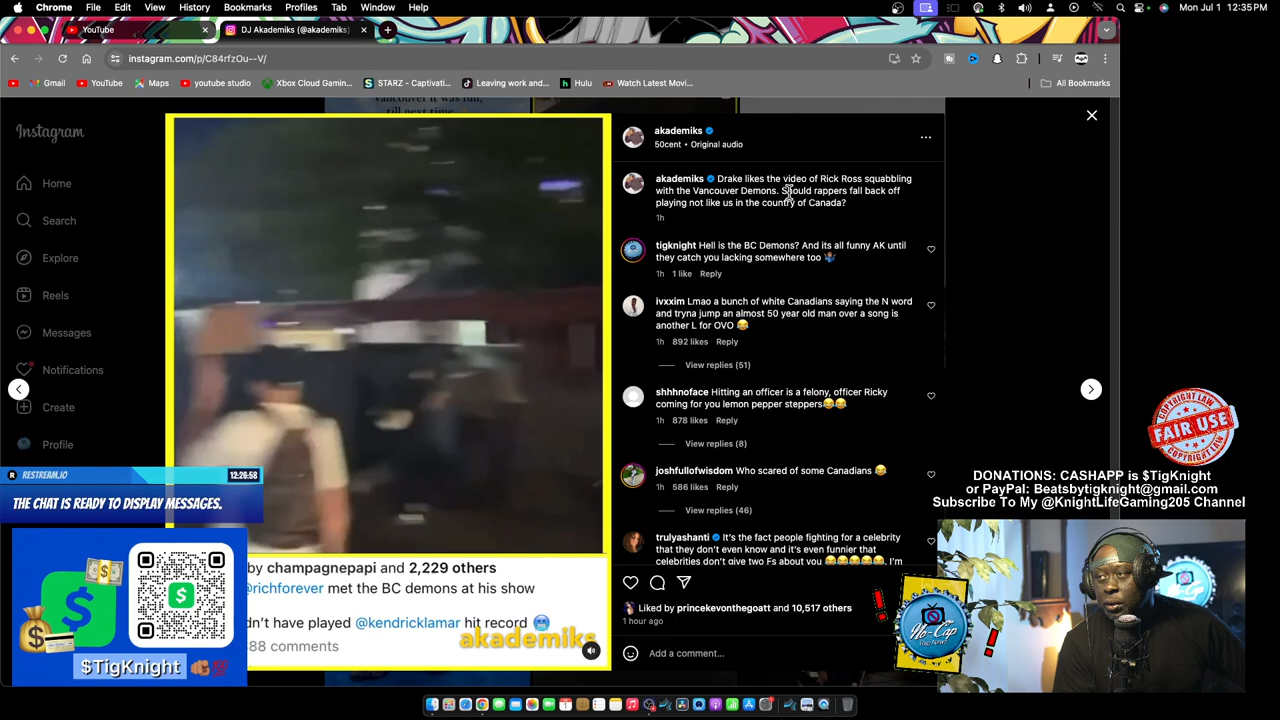 Chrome File Edit View History Bookmarks Profiles Tab Window Help
Mon Jul 1 12:35 PM
YouTube
DJ Akademiks (@akademiks)
instagram.com/p/C84rfzOu--V/
Gmail YouTube Maps youtube studio Xbox Cloud Gamin... STARZ - Captivati... Leaving work and... Hulu Watch Latest Movi... All Bookmarks
Vancouver it was fun,
till next time
Instagram
Home
Search
Explore
Reels
Messages
Notifications
Create
Profile
akademiks
50cent • Original audio
akademiks Drake likes the video of Rick Ross squabbling
with the Vancouver Demons. Should rappers fall back off
playing not like us in the country of Canada?
1h
tigknight Hell is the BC Demons? And its all funny AK until
they catch you lacking somewhere too 🤷🏾‍♂️
1h 1 like Reply
ivxxim Lmao a bunch of white Canadians saying the N word
and tryna jump an almost 50 year old man over a song is
another L for OVO 😂
1h 892 likes Reply
View replies (51)
shhhnoface Hitting an officer is a felony, officer Ricky
coming for you lemon pepper steppers😂😂
1h 878 likes Reply
View replies (8)
joshfullofwisdom Who scared of some Canadians 😂
1h 586 likes Reply
View replies (46)
trulyashanti It's the fact people fighting for a celebrity
that they don't even know and it's even funnier that
celebrities don't give two Fs about you 😂😂😂😂😂, I'm
Liked by princekevonthegoatt and 10,517 others
1 hour ago
Add a comment...
by champagnepapi and 2,229 others
@richforever met the BC demons at his show
n't have played @kendricklamar hit record 🥶
88 comments
akademiks
RESTREAM.IO 12:26:58
THE CHAT IS READY TO DISPLAY MESSAGES.
$TigKnight
COPYRIGHT LAW
FAIR USE
DONATIONS: CASHAPP is $TigKnight
or PayPal: Beatsbytigknight@gmail.com
Subscribe To My @KnightLifeGaming205 Channel
No-Cap
Rap News